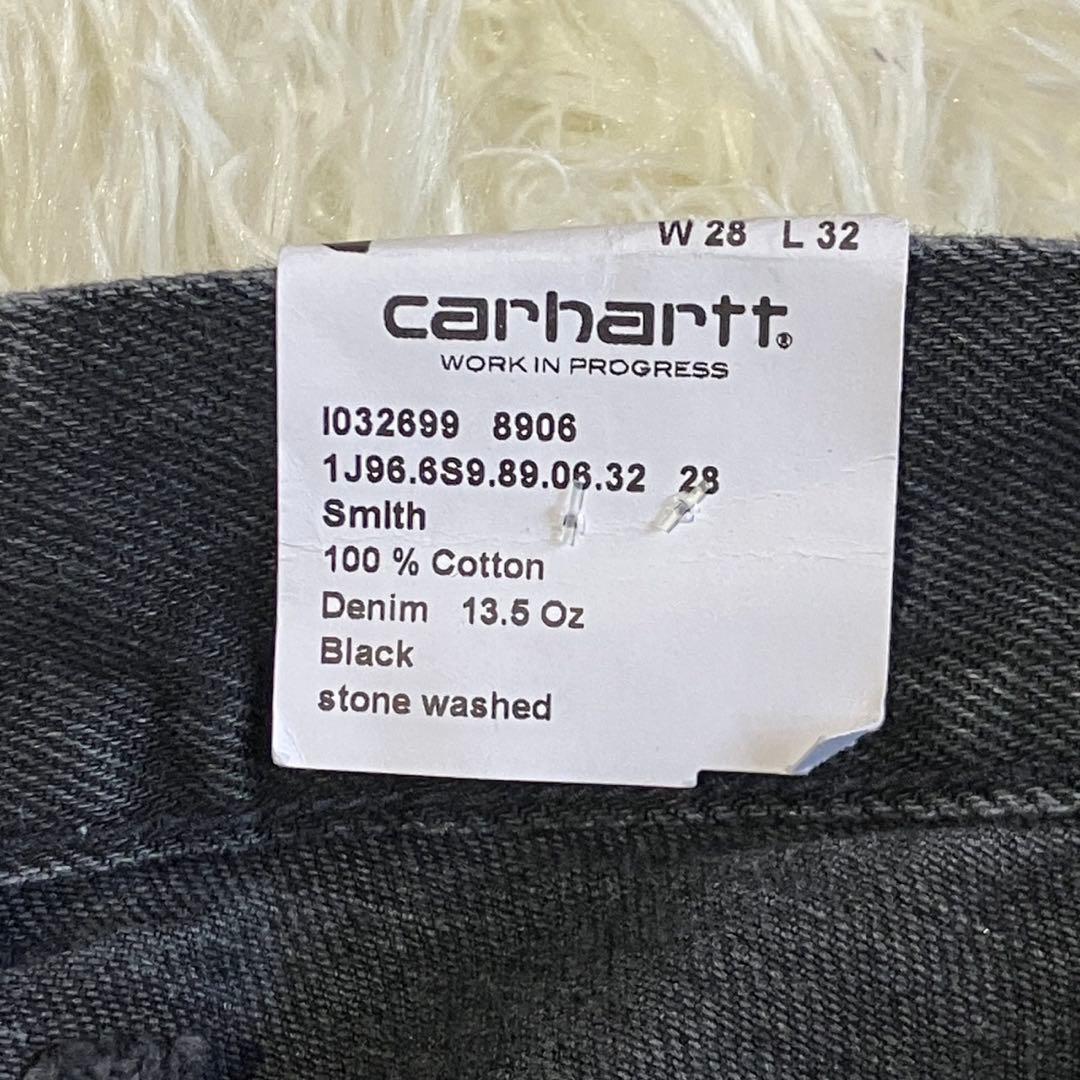 W 28 L 32
carhartt®
WORK IN PROGRESS
I032699 8906
1J96.6S9.89.06.32 28
Smith
100 % Cotton
Denim 13.5 Oz
Black
stone washed